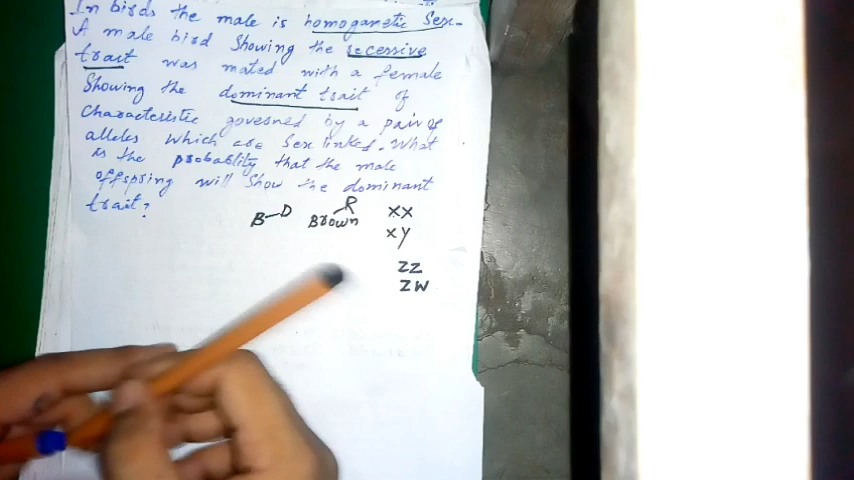 In birds the male is homogametic sex.
A male bird showing the recessive
trait was mated with a female
Showing the dominant trait of
Characteristic governed by a pair of
alleles which are Sex linked. What
is the probablity that the male
offspring will show the dominant
trait?
B-D Brown R XX
XY
ZZ
ZW